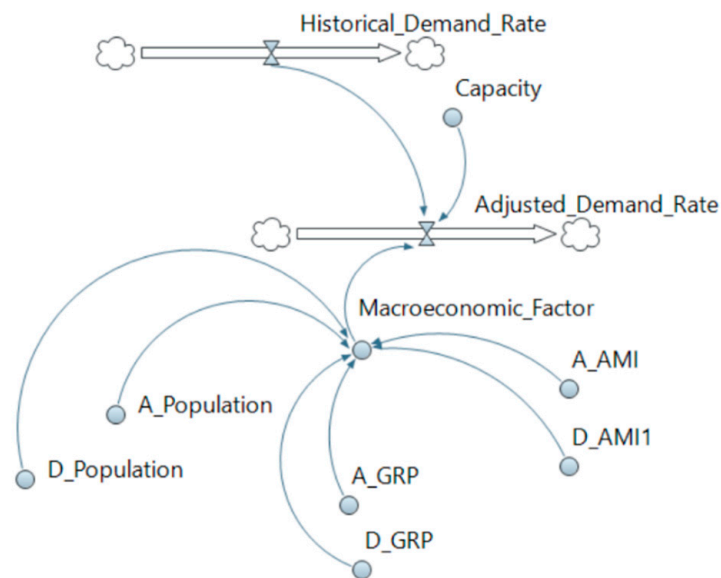 Historical_Demand_Rate
Capacity
Adjusted_Demand_Rate
Macroeconomic_Factor
A_AMI
A_Population
D_AMI1
D_Population
A_GRP
D_GRP